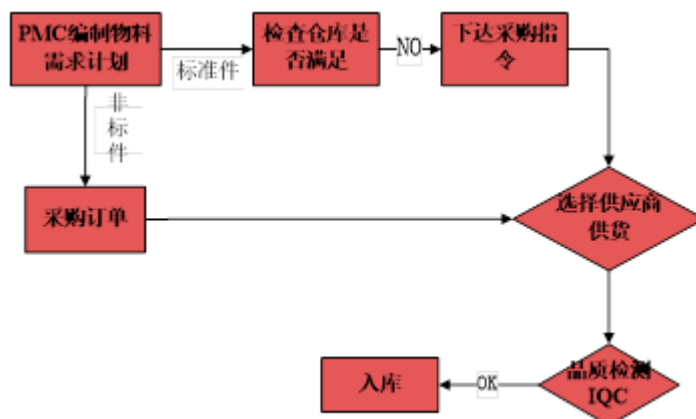 PMC编制物料
需求计划
标准件
检查仓库是
否满足
NO
下达采购指
令
非
标
件
采购订单
选择供应商
供货
品质检测
IQC
OK
入库